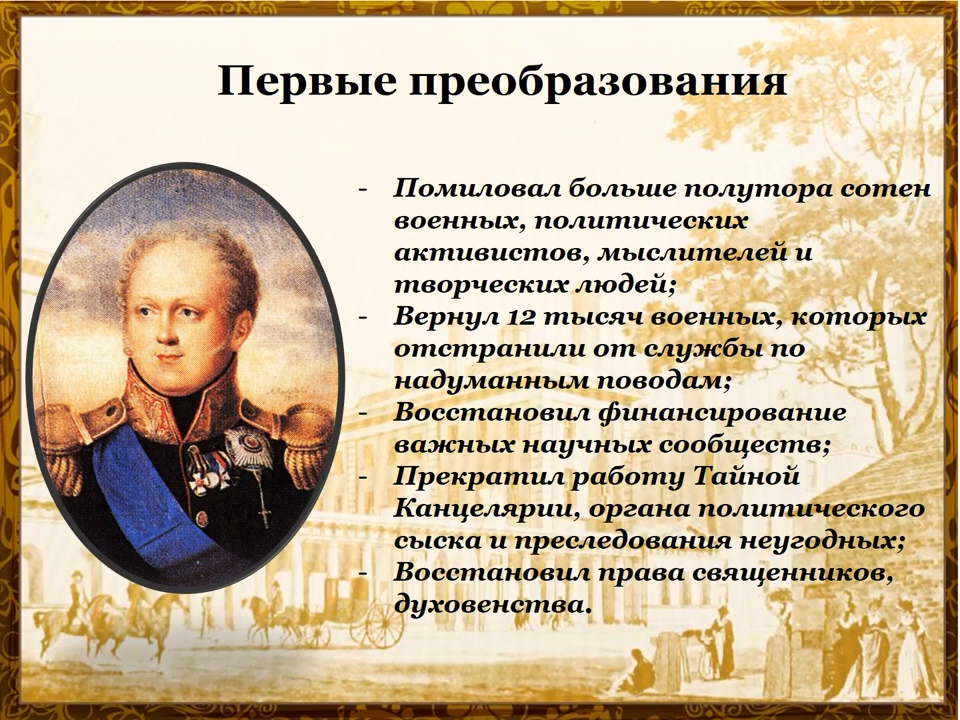 Первые преобразования
- Помиловал больше полутора сотен
военных, политических
активистов, мыслителей и
творческих людей;
- Вернул 12 тысяч военных, которых
отстранили от службы по
надуманным поводам;
- Восстановил финансирование
важных научных сообществ;
- Прекратил работу Тайной
Канцелярии, органа политического
сыска и преследования неугодных;
- Восстановил права священников,
духовенства.